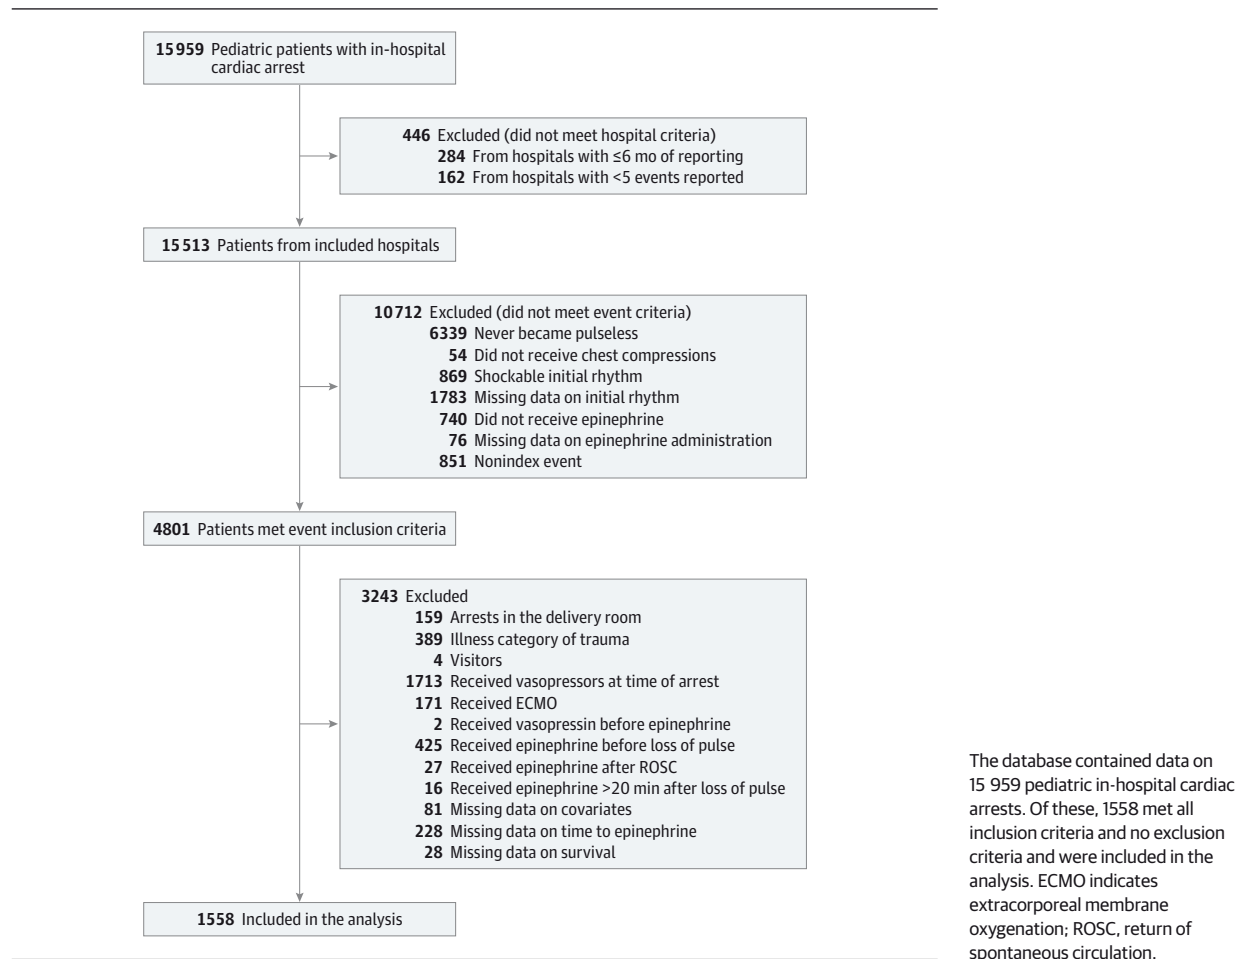 15 959 Pediatric patients with in-hospital
cardiac arrest
446 Excluded (did not meet hospital criteria)
284 From hospitals with ≤6 mo of reporting
162 From hospitals with <5 events reported
15 513 Patients from included hospitals
10 712 Excluded (did not meet event criteria)
6339 Never became pulseless
54 Did not receive chest compressions
869 Shockable initial rhythm
1783 Missing data on initial rhythm
740 Did not receive epinephrine
76 Missing data on epinephrine administration
851 Nonindex event
4801 Patients met event inclusion criteria
3243 Excluded
159 Arrests in the delivery room
389 Illness category of trauma
4 Visitors
1713 Received vasopressors at time of arrest
171 Received ECMO
2 Received vasopressin before epinephrine
425 Received epinephrine before loss of pulse
27 Received epinephrine after ROSC
16 Received epinephrine >20 min after loss of pulse
81 Missing data on covariates
228 Missing data on time to epinephrine
28 Missing data on survival
1558 Included in the analysis
The database contained data on
15 959 pediatric in-hospital cardiac
arrests. Of these, 1558 met all
inclusion criteria and no exclusion
criteria and were included in the
analysis. ECMO indicates
extracorporeal membrane
oxygenation; ROSC, return of
spontaneous circulation.